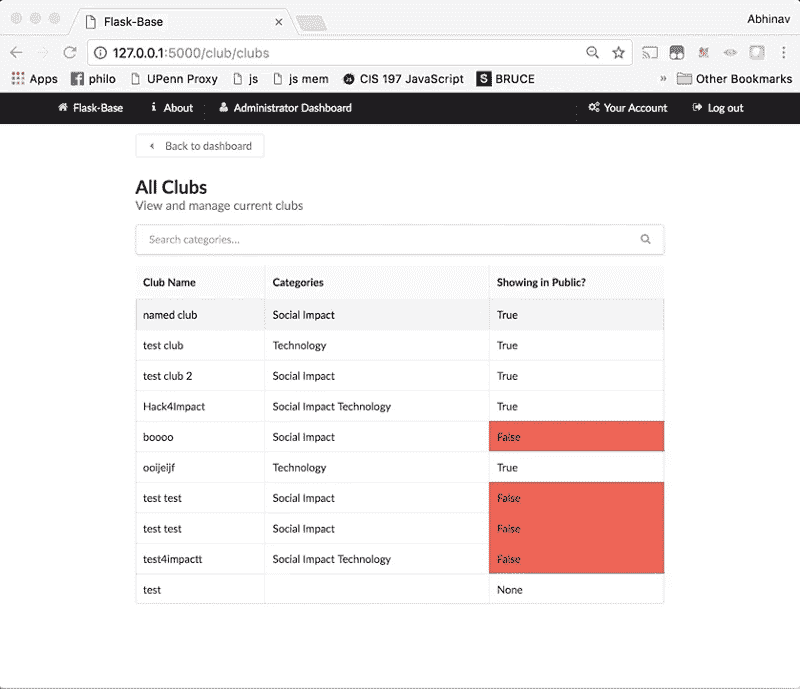 Flask-Base
Abhinav
127.0.0.1:5000/club/clubs
Apps philo UPenn Proxy js js mem CIS 197 JavaScript S BRUCE » Other Bookmarks
Flask-Base About Administrator Dashboard Your Account Log out
Back to dashboard
All Clubs
View and manage current clubs
Search categories...
Club Name Categories Showing in Public?
named club Social Impact True
test club Technology True
test club 2 Social Impact True
Hack4Impact Social Impact Technology True
boooo Social Impact False
ooijeijf Technology True
test test Social Impact False
test test Social Impact False
test4impactt Social Impact Technology False
test None